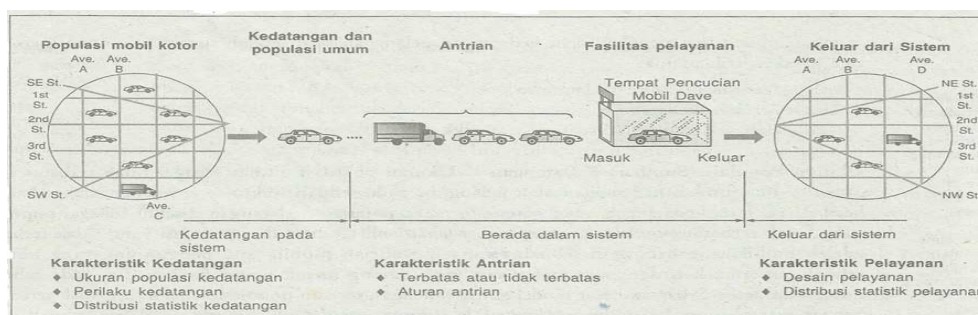 Populasi mobil kotor
Kedatangan dan
populasi umum
Antrian
Fasilitas pelayanan
Keluar dari Sistem
Ave. Ave.
A B
SE St.
1st
St.
2nd
St.
3rd
St.
SW St.
Ave.
C
Tempat Pencucian
Mobil Dave
Masuk Keluar
Ave. Ave. Ave.
A B D
NE St.
1st
St.
2nd
St.
3rd
St.
NW St.
Kedatangan pada
sistem
Berada dalam sistem
Keluar dari sistem
Karakteristik Kedatangan
◆ Ukuran populasi kedatangan
◆ Perilaku kedatangan
◆ Distribusi statistik kedatangan
Karakteristik Antrian
◆ Terbatas atau tidak terbatas
◆ Aturan antrian
Karakteristik Pelayanan
◆ Desain pelayanan
◆ Distribusi statistik pelayanan